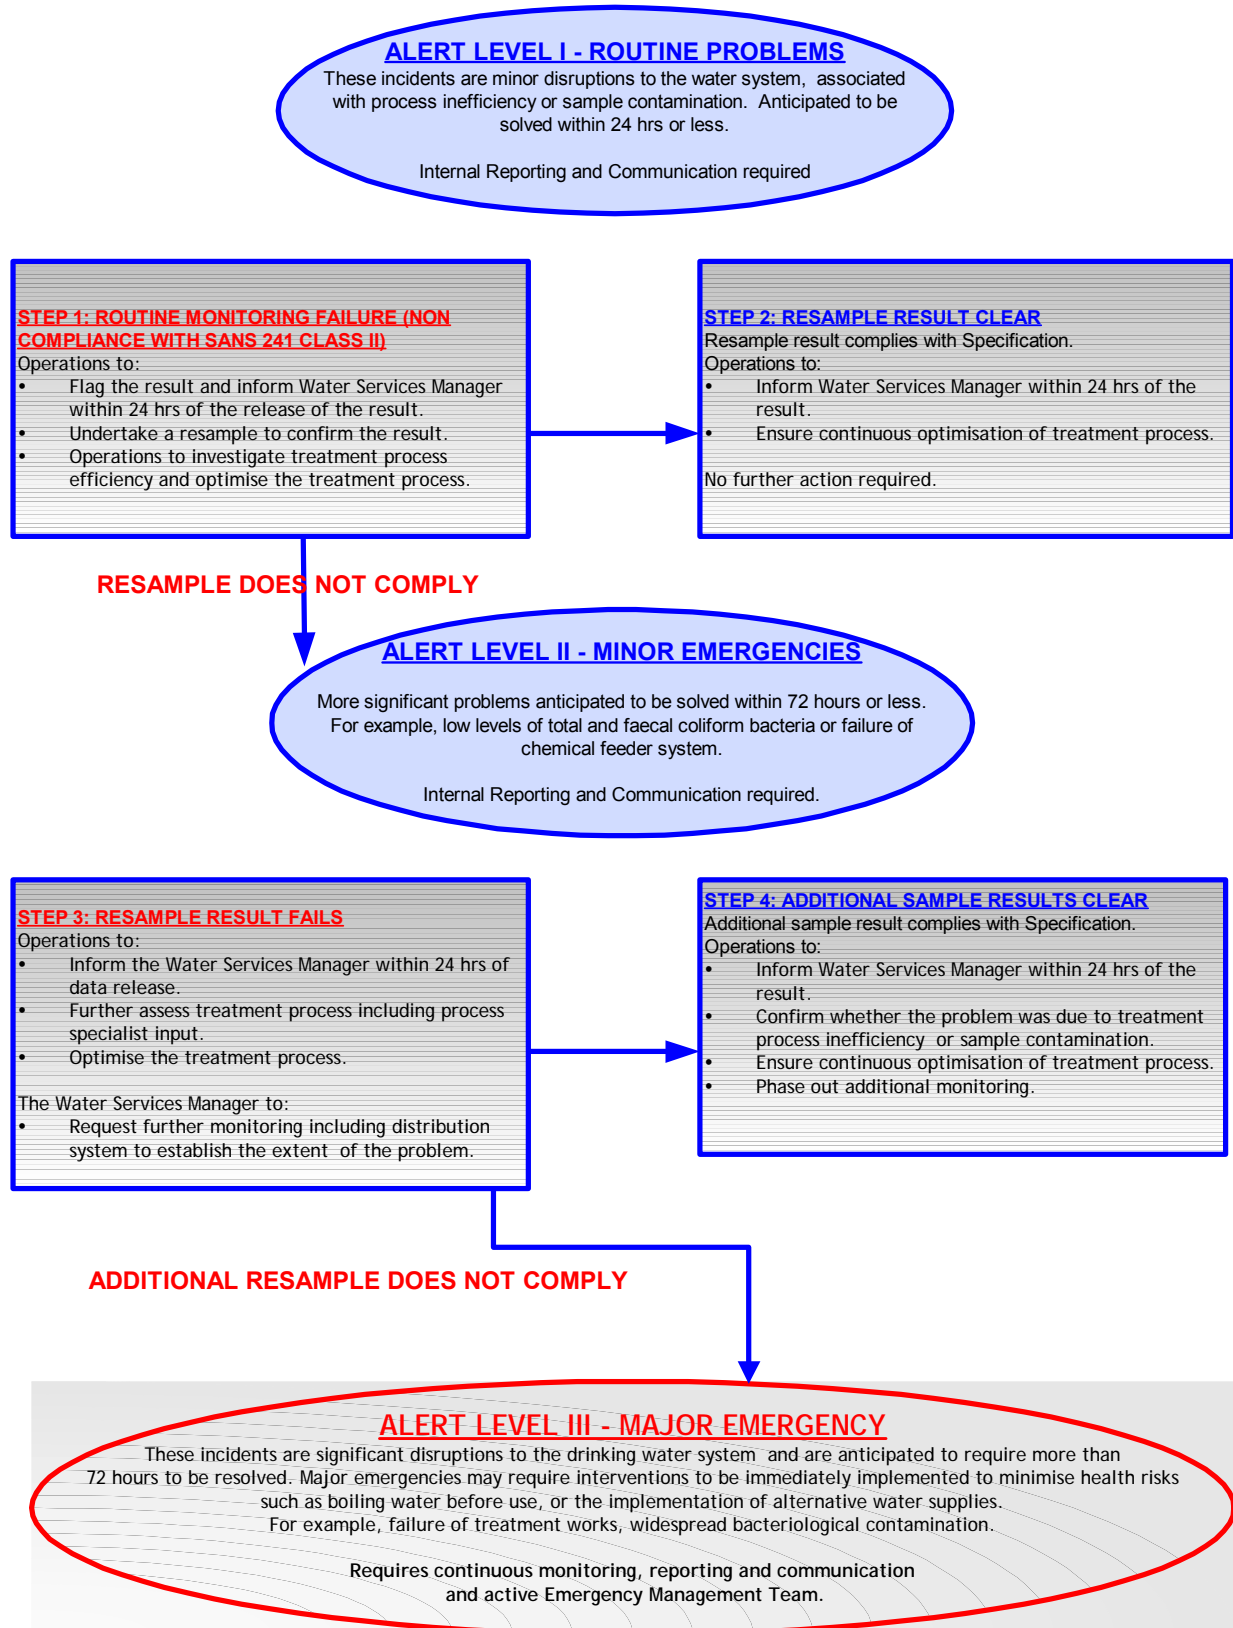 ALERT LEVEL I - ROUTINE PROBLEMS
These incidents are minor disruptions to the water system, associated
with process inefficiency or sample contamination. Anticipated to be
solved within 24 hrs or less.
Internal Reporting and Communication required
STEP 1: ROUTINE MONITORING FAILURE (NON
COMPLIANCE WITH SANS 241 CLASS II)
Operations to:
• Flag the result and inform Water Services Manager
within 24 hrs of the release of the result.
• Undertake a resample to confirm the result.
• Operations to investigate treatment process
efficiency and optimise the treatment process.
STEP 2: RESAMPLE RESULT CLEAR
Resample result complies with Specification.
Operations to:
• Inform Water Services Manager within 24 hrs of the
result.
• Ensure continuous optimisation of treatment process.
No further action required.
RESAMPLE DOES NOT COMPLY
ALERT LEVEL II - MINOR EMERGENCIES
More significant problems anticipated to be solved within 72 hours or less.
For example, low levels of total and faecal coliform bacteria or failure of
chemical feeder system.
Internal Reporting and Communication required.
STEP 3: RESAMPLE RESULT FAILS
Operations to:
• Inform the Water Services Manager within 24 hrs of
data release.
• Further assess treatment process including process
specialist input.
• Optimise the treatment process.
The Water Services Manager to:
• Request further monitoring including distribution
system to establish the extent of the problem.
STEP 4: ADDITIONAL SAMPLE RESULTS CLEAR
Additional sample result complies with Specification.
Operations to:
• Inform Water Services Manager within 24 hrs of the
result.
• Confirm whether the problem was due to treatment
process inefficiency or sample contamination.
• Ensure continuous optimisation of treatment process.
• Phase out additional monitoring.
ADDITIONAL RESAMPLE DOES NOT COMPLY
ALERT LEVEL III - MAJOR EMERGENCY
These incidents are significant disruptions to the drinking water system and are anticipated to require more than
72 hours to be resolved. Major emergencies may require interventions to be immediately implemented to minimise health risks
such as boiling water before use, or the implementation of alternative water supplies.
For example, failure of treatment works, widespread bacteriological contamination.
Requires continuous monitoring, reporting and communication
and active Emergency Management Team.